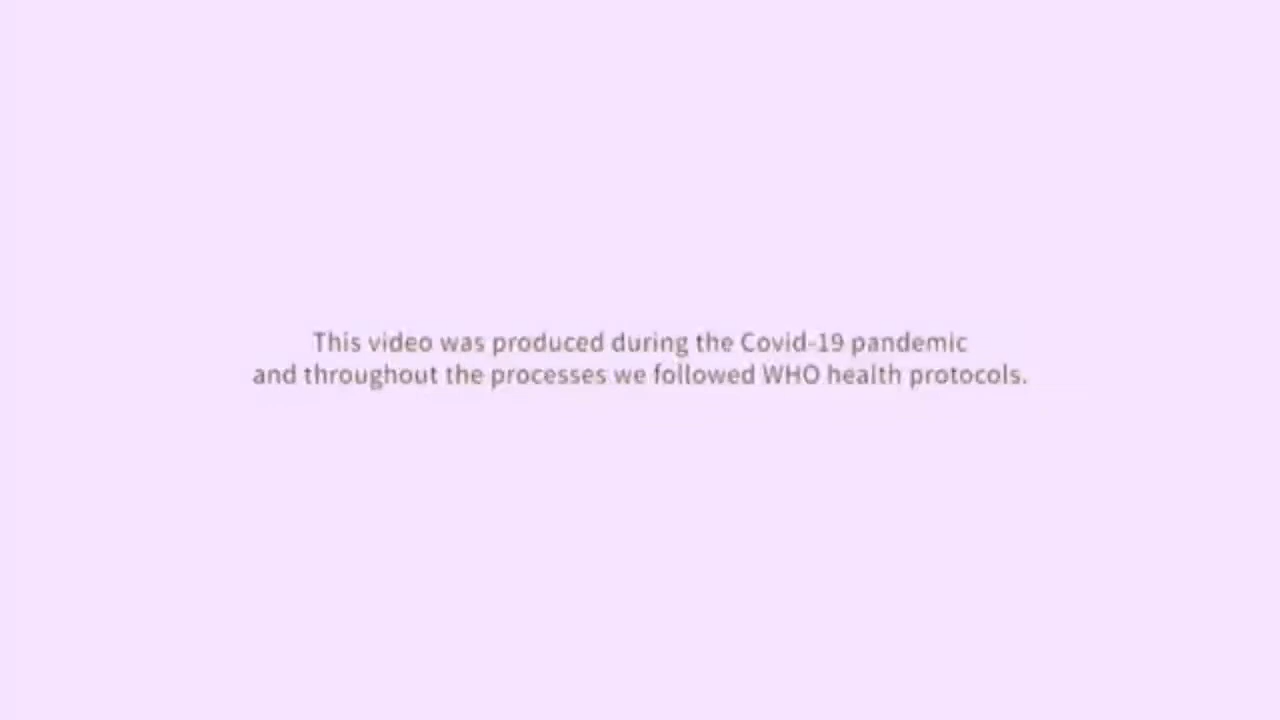 This video was produced during the Covid-19 pandemic
and throughout the processes we followed WHO health protocols.